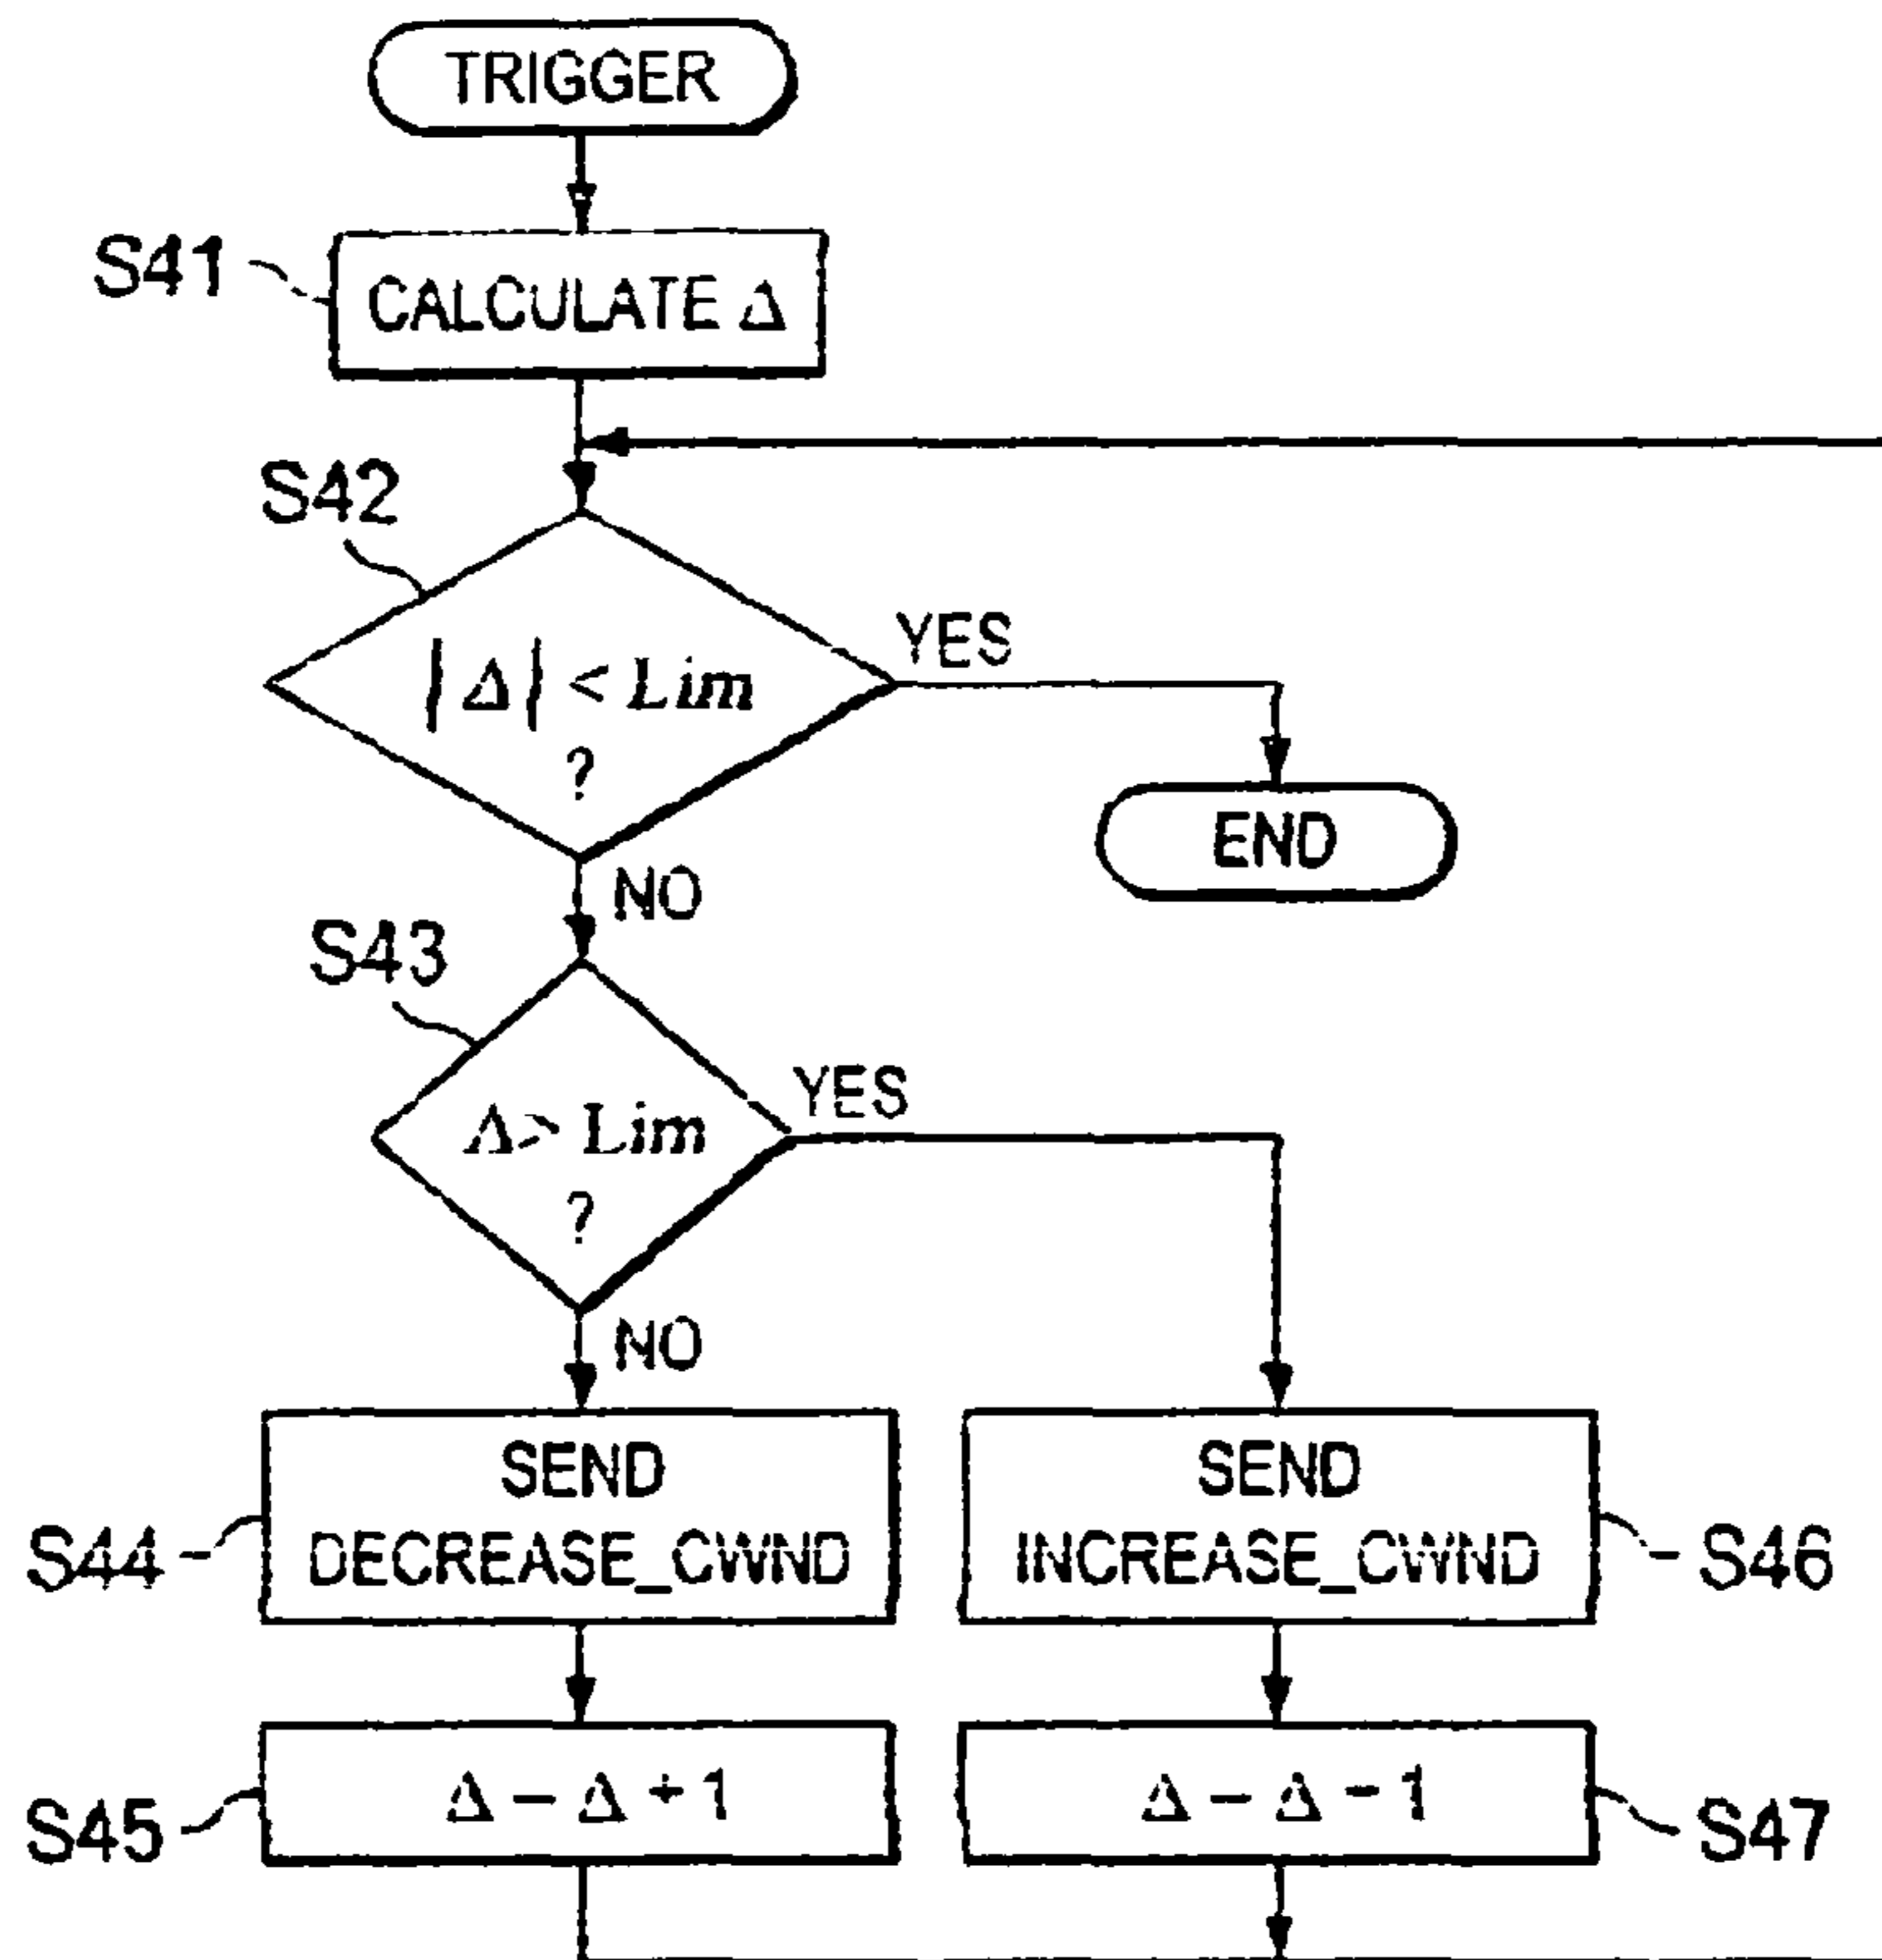 TRIGGER
S41
CALCULATE Δ
S42
|Δ| < Lim
?
YES
END
NO
S43
Δ> Lim
?
YES
NO
SEND
DECREASE_CWND
S44
SEND
INCREASE_CWND
S46
Δ – Δ + 1
S45
Δ – Δ – 1
S47